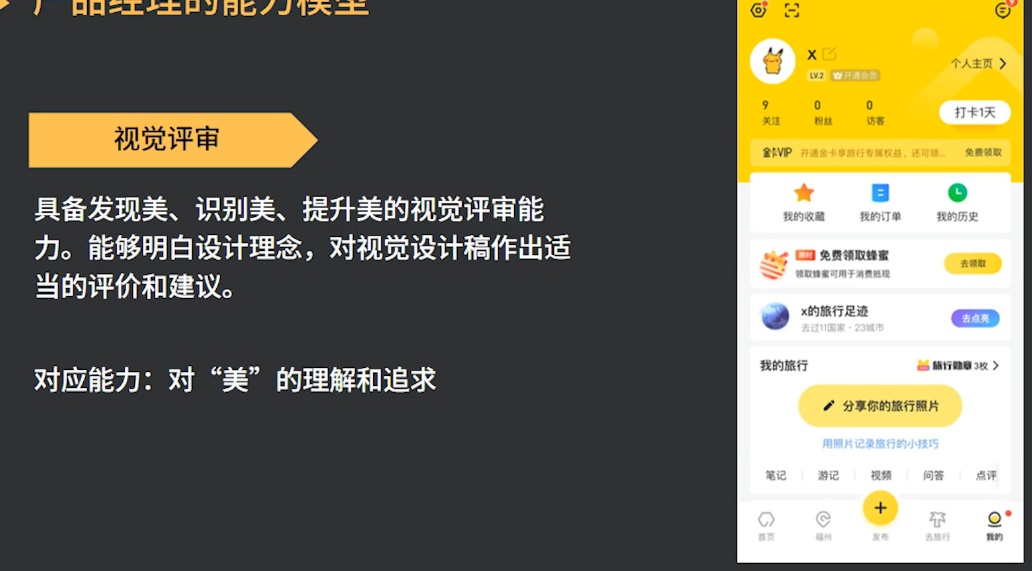 产品经理的能力模型
视觉评审
具备发现美、识别美、提升美的视觉评审能
力。能够明白设计理念，对视觉设计稿作出适
当的评价和建议。
对应能力：对“美”的理解和追求
x
个人主页
LV.2 开通会员
9 0 0
关注 粉丝 访客
打卡1天
金卡VIP 开通金卡享旅行专属权益，还可领... 免费领取
我的收藏 我的订单 我的历史
限时 免费领取蜂蜜
领取蜂蜜可用于消费抵现
去领取
x的旅行足迹
去过11国家·23城市
去点亮
我的旅行 旅行勋章 3枚
分享你的旅行照片
用照片记录旅行的小技巧
笔记 游记 视频 问答 点评
首页 福州 发布 去旅行 我的